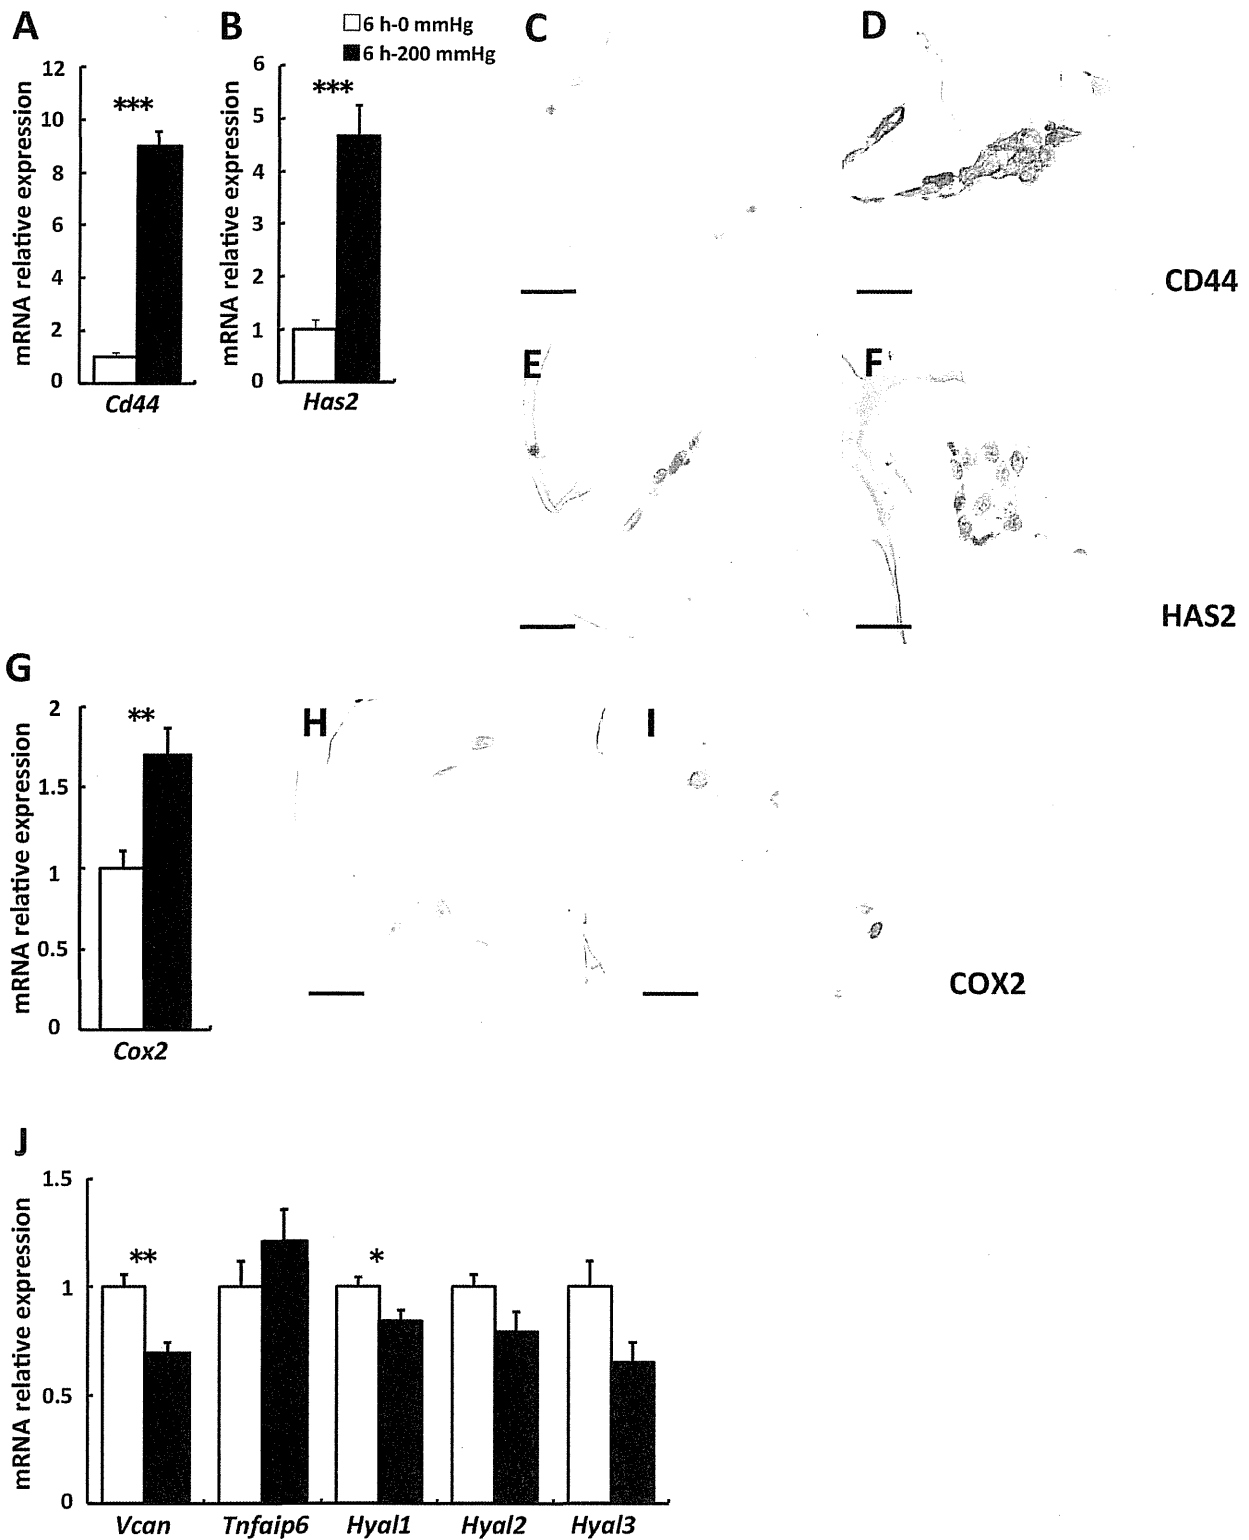 A
B
6 h-0 mmHg
6 h-200 mmHg
C
D
mRNA relative expression
12
10
8
6
4
2
0
***
Cd44
mRNA relative expression
6
5
4
3
2
1
0
***
Has2
CD44
E
F
HAS2
G
mRNA relative expression
2
1.5
1
0.5
0
**
Cox2
H
I
COX2
J
mRNA relative expression
1.5
1
0.5
0
**
*
Vcan Tnfaip6 Hyal1 Hyal2 Hyal3